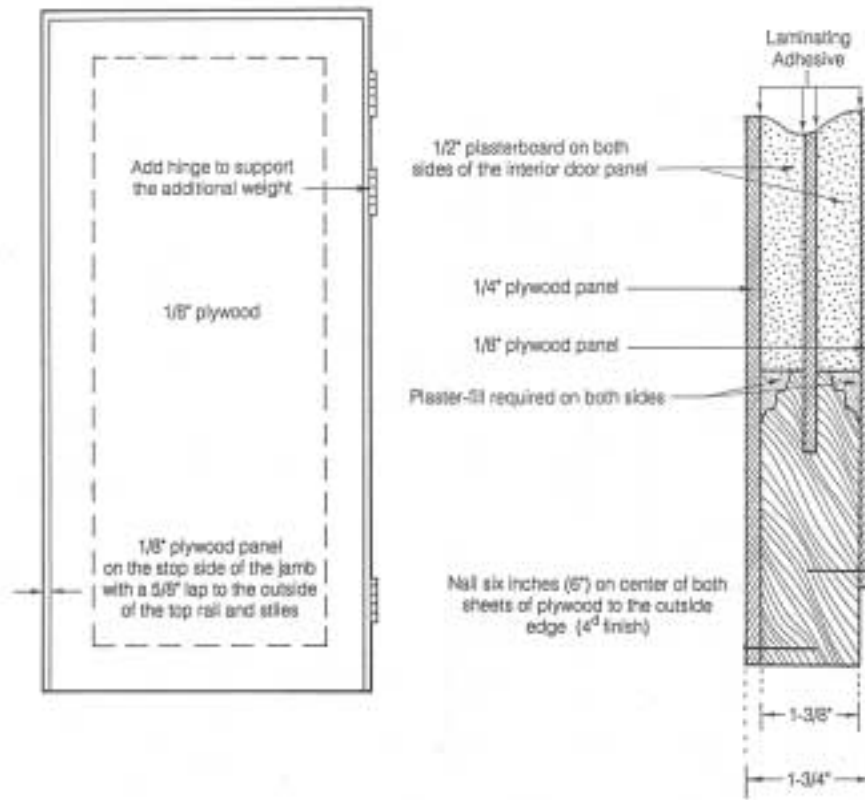 Laminating
Adhesive
1/2" plasterboard on both
sides of the interior door panel
Add hinge to support
the additional weight
1/4" plywood panel
1/8" plywood
1/8" plywood panel
Plaster-fill required on both sides
1/8" plywood panel
on the stop side of the jamb
with a 5/8" lap to the outside
of the top rail and stiles
Nail six inches (6") on center of both
sheets of plywood to the outside
edge (4d finish)
1-3/8"
1-3/4"